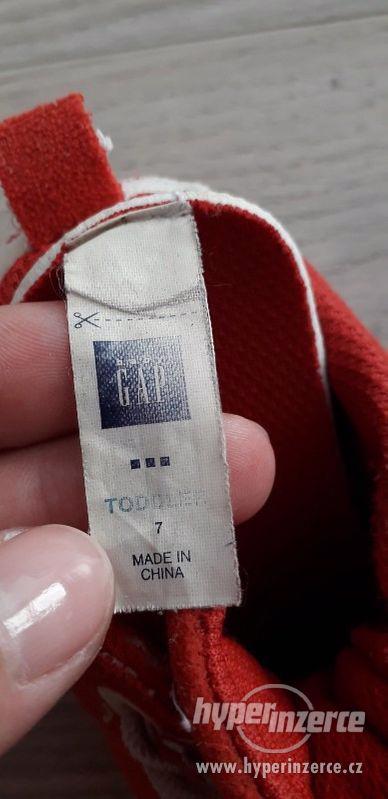 GAP
TODDLER
7
MADE IN
CHINA
hyperinzerce
www.hyperinzerce.cz